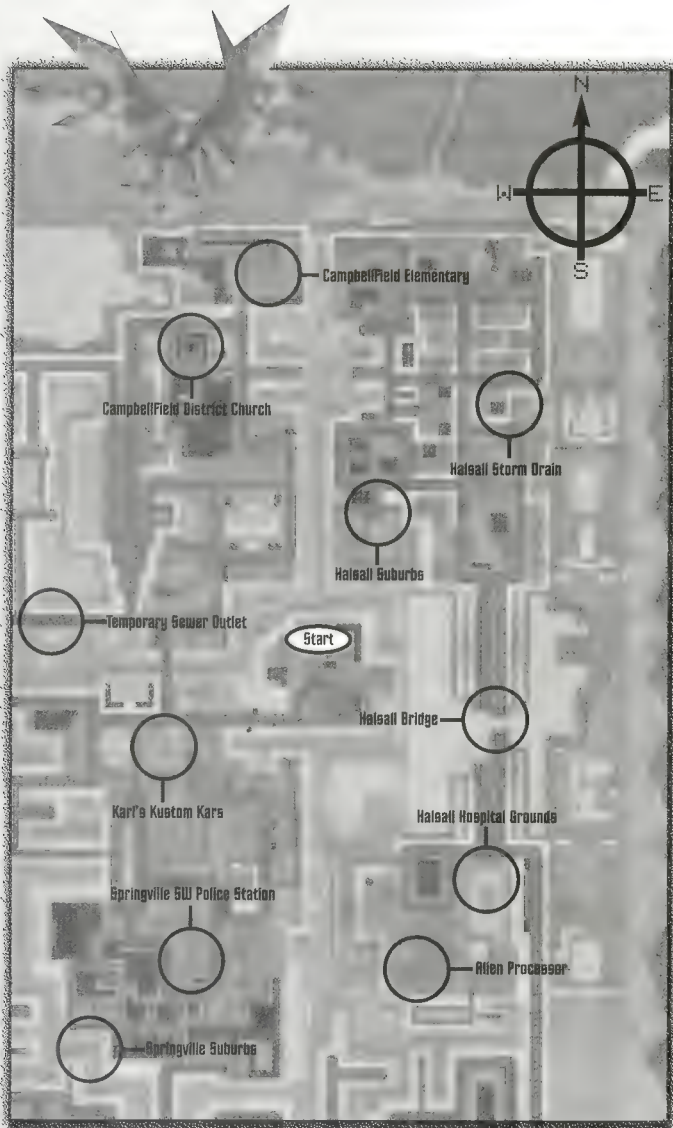 N
W E
S
Campbellfield Elementary
Campbellfield District Church
Halsall Storm Drain
Halsall Suburbs
Temporary Sewer Outlet
Start
Halsall Bridge
Karl's Kustom Kars
Halsall Hospital Grounds
Springville SW Police Station
Alien Processor
Springville Suburbs